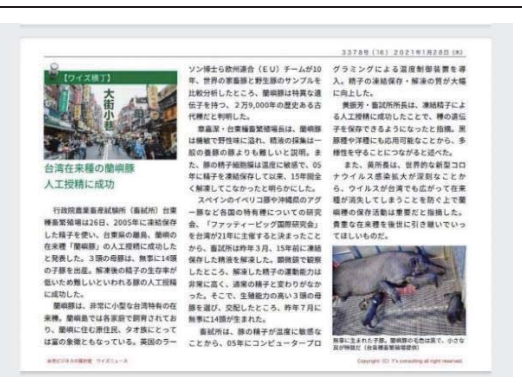 3378号(16) 2021年1月28日(木)
【ワイズ横丁】
大街小巷
台湾在来種の蘭嶼豚
人工授精に成功
行政院農業畜産試験所(畜試所)台東
種畜繁殖場は26日、2005年に凍結保存
した精子を使い、台東県の離島、蘭嶼の
在来種「蘭嶼豚」の人工授精に成功した
と発表した。3頭の母豚は、無事に14頭
の子豚を出産。解凍後の精子の生存率が
低いため難しいといわれる豚の人工授精
に成功した。
蘭嶼豚は、非常に小型な台湾特有の在
来種。蘭嶼島では各家庭で飼育されてお
り、蘭嶼に住む原住民、タオ族にとって
は富の象徴ともなっている。英国のラー
ソン博士ら欧州連合(EU)チームが10
年、世界の家畜豚と野生豚のサンプルを
比較分析したところ、蘭嶼豚は特異な遺
伝子を持つ、2万9,000年の歴史ある古
代種だと判明した。
章嘉潔・台東種畜繁殖場長は、蘭嶼豚
は機敏で野性味に溢れ、精液の採集は一
般の養豚の豚よりも難しいと説明。ま
た、豚の精子細胞膜は温度に敏感で、05
年に精子を凍結保存して以来、15年間全
く解凍してこなかったと明らかにした。
スペインのイベリコ豚や沖縄県のアグ
ー豚など各国の特有種についての研究
会、「ファッティーピッグ国際研究会」
を台湾が21年に主催すると決まったこと
から、畜試所は昨年3月、15年前に凍結
保存した精液を解凍した。顕微鏡で観察
したところ、解凍した精子の運動能力は
非常に高く、通常の精子と変わりがなか
った。そこで、生殖能力の高い3頭の母
豚を選び、交配したところ、昨年7月に
無事に14頭が生まれた。
畜試所は、豚の精子が温度に敏感な
ことから、05年にコンピュータープロ
グラミングによる温度制御装置を導
入。精子の凍結保存・解凍の質が大幅
に向上した。
黄振芳・畜試所所長は、凍結精子によ
る人工授精に成功したことで、種の遺伝
子を保存できるようになったと指摘。黒
豚種や洋種にも応用可能なことから、多
様性を守ることにつながると述べた。
また、黄所長は、世界的な新型コロ
ナウイルス感染拡大が深刻なことか
ら、ウイルスが台湾でも広がって在来
種が消失してしまうことを防ぐ上で蘭
嶼種の保存活動は重要だと指摘した。
貴重な在来種を後世に引き継いでいっ
てほしいものだ。
無事に生まれた子豚。蘭嶼豚の毛色は黒で、小さな
耳が特徴だ(台東種畜繁殖場提供)
台湾ビジネスの羅針盤 ワイズニュース
Copyright (C) Y's consulting all right reserved.